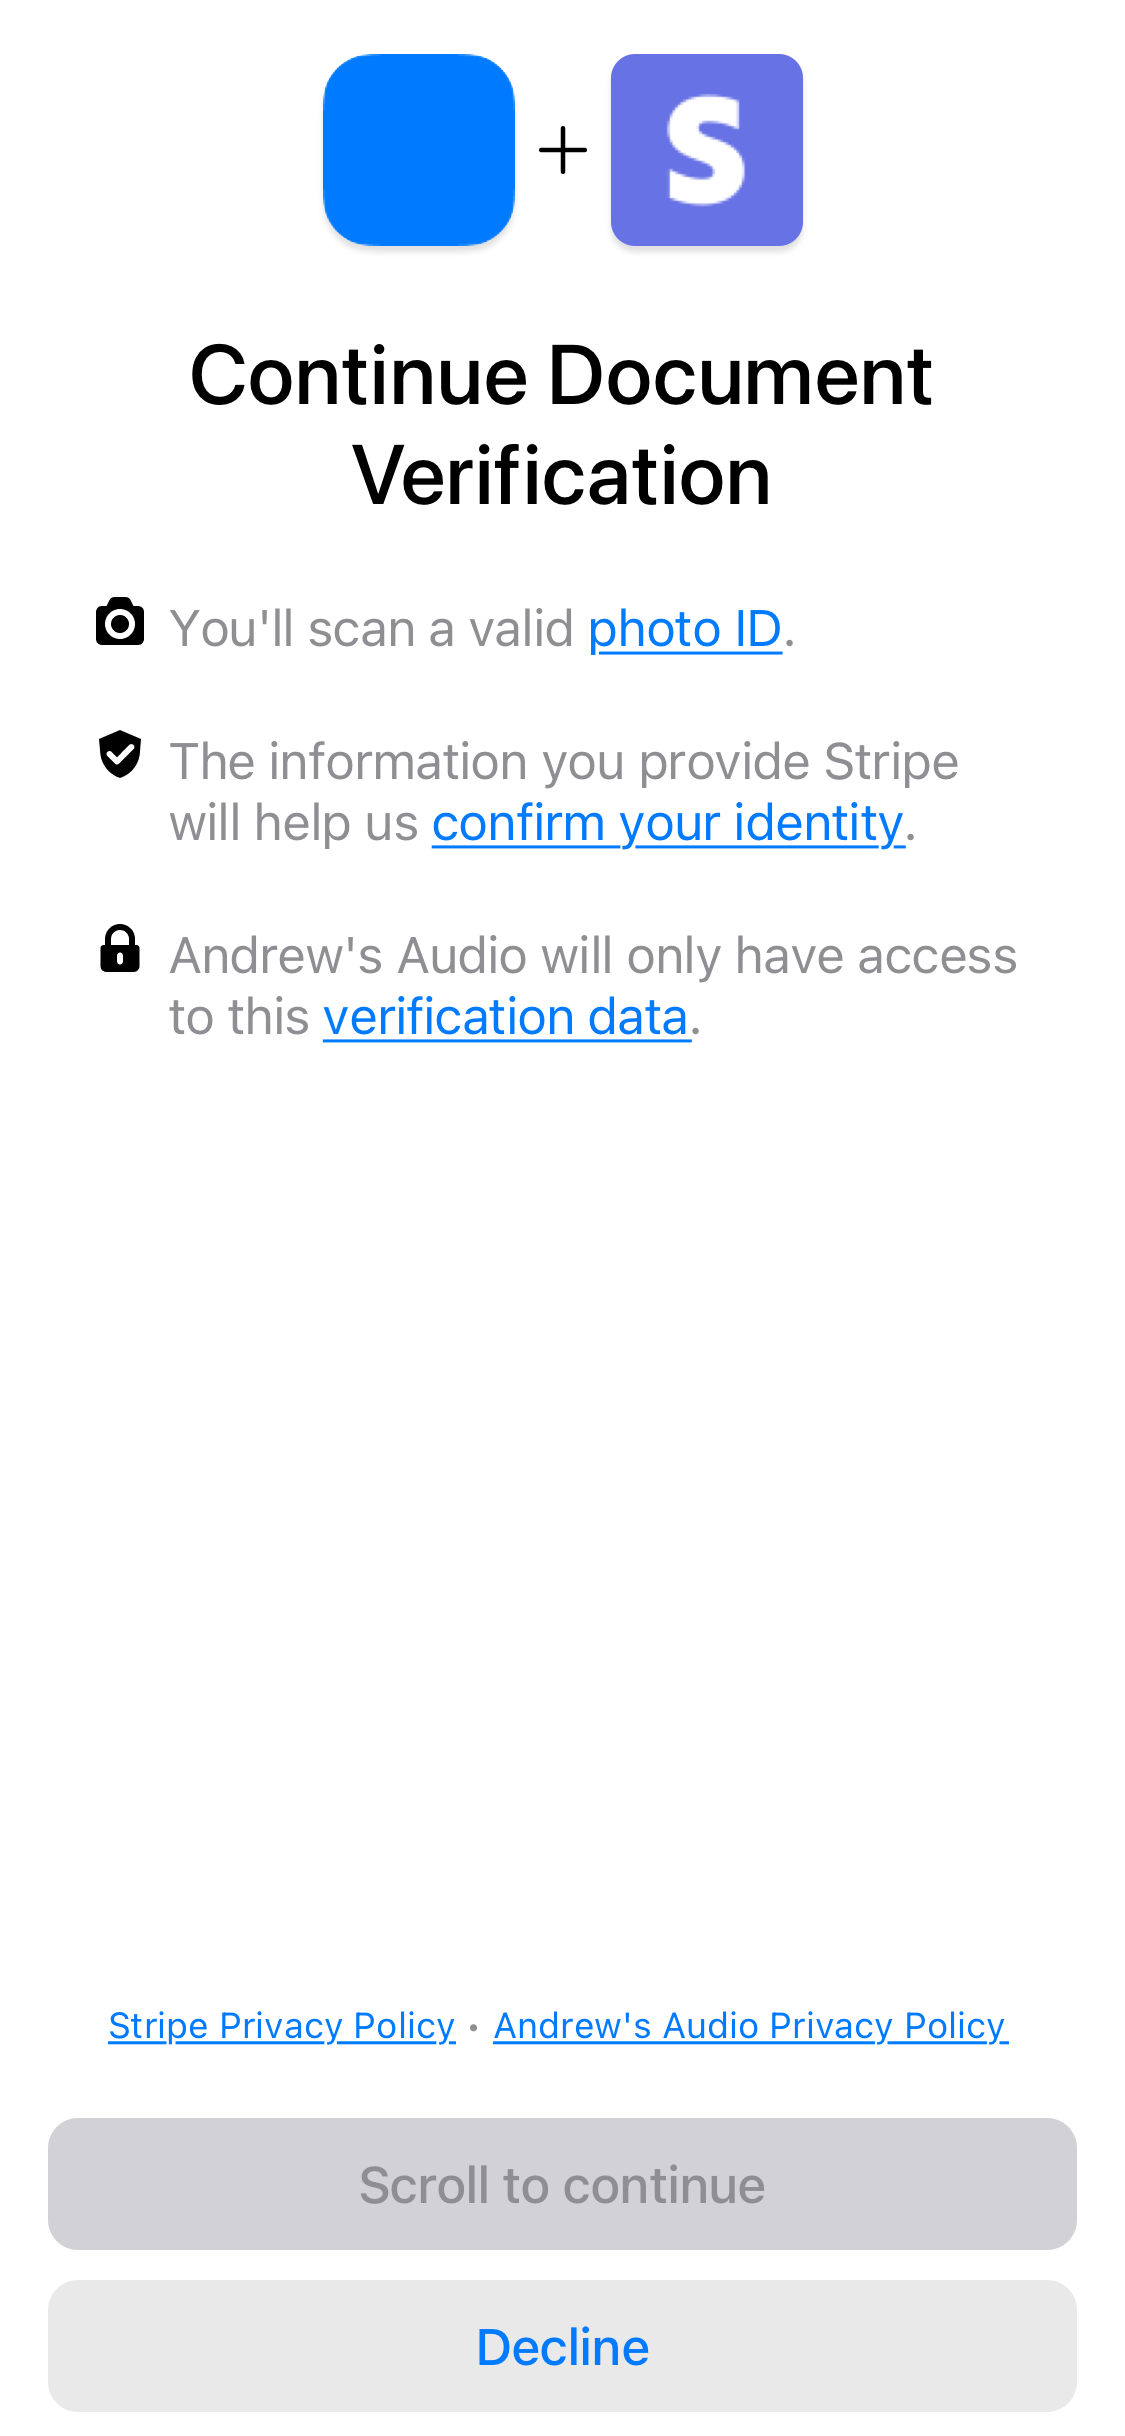 S
Continue Document
Verification
You'll scan a valid photo ID.
The information you provide Stripe
will help us confirm your identity.
Andrew's Audio will only have access
to this verification data.
Stripe Privacy Policy • Andrew's Audio Privacy Policy
Scroll to continue
Decline